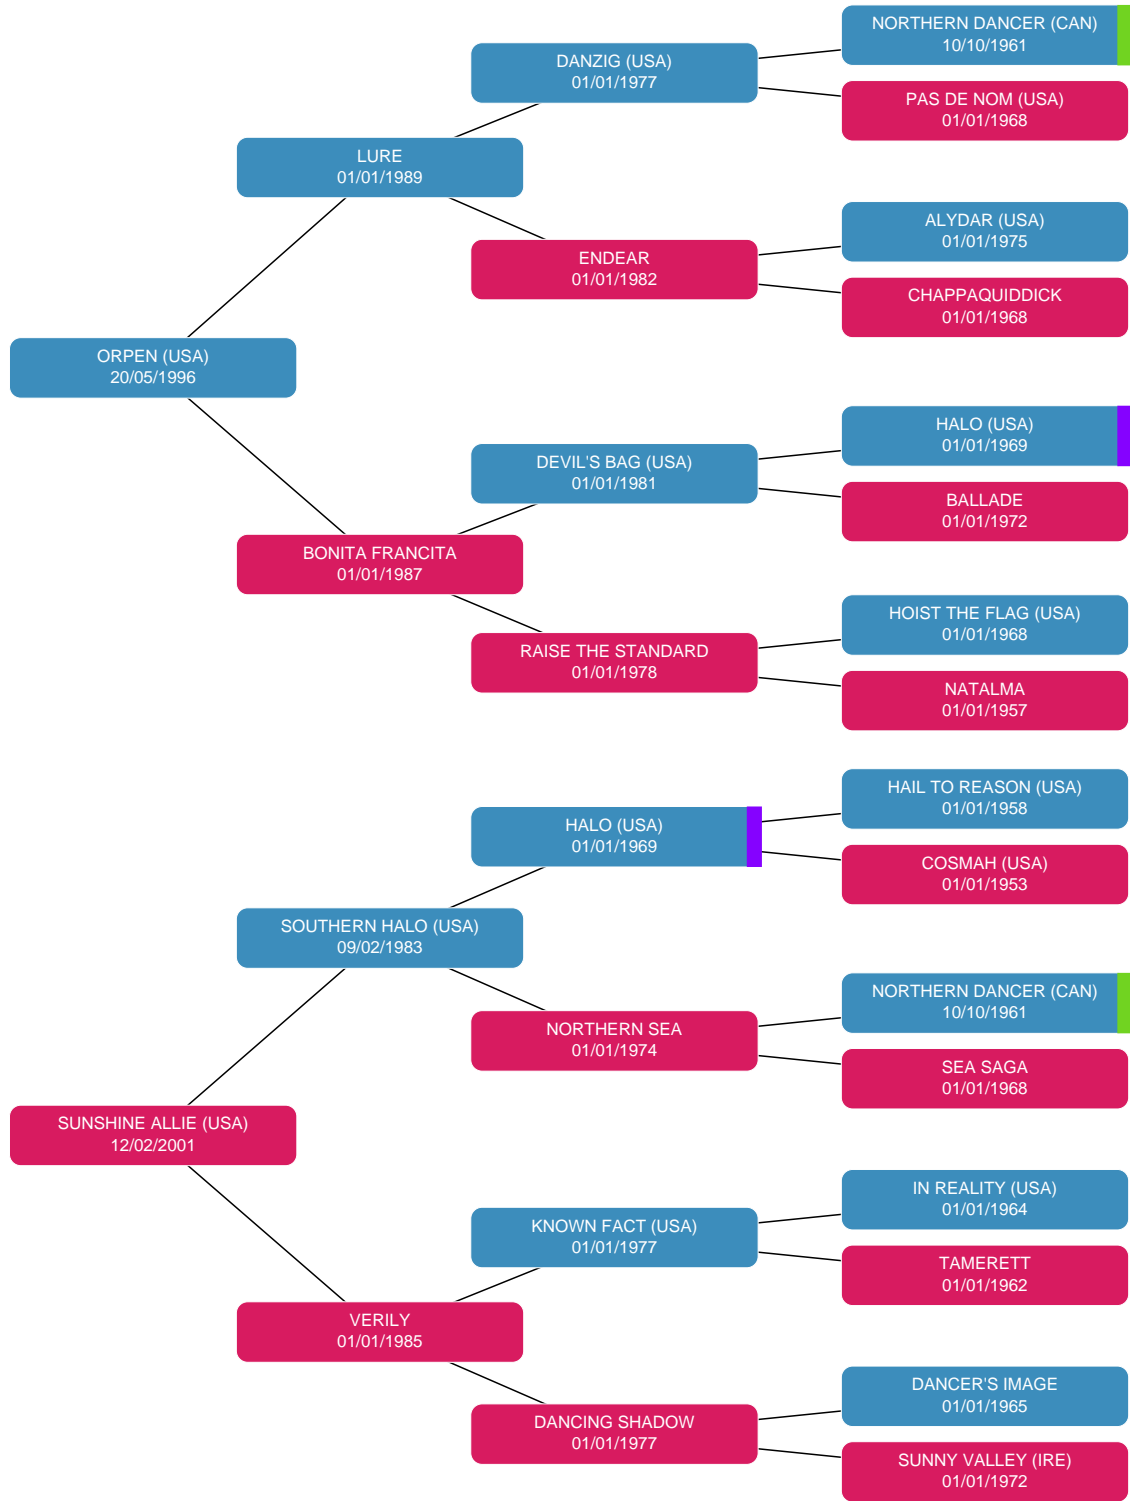 NORTHERN DANCER (CAN)
10/10/1961
DANZIG (USA)
01/01/1977
PAS DE NOM (USA)
01/01/1968
LURE
01/01/1989
ALYDAR (USA)
01/01/1975
ENDEAR
01/01/1982
CHAPPAQUIDDICK
01/01/1968
ORPEN (USA)
20/05/1996
HALO (USA)
01/01/1969
DEVIL'S BAG (USA)
01/01/1981
BALLADE
01/01/1972
BONITA FRANCITA
01/01/1987
HOIST THE FLAG (USA)
01/01/1968
RAISE THE STANDARD
01/01/1978
NATALMA
01/01/1957
HAIL TO REASON (USA)
01/01/1958
HALO (USA)
01/01/1969
COSMAH (USA)
01/01/1953
SOUTHERN HALO (USA)
09/02/1983
NORTHERN DANCER (CAN)
10/10/1961
NORTHERN SEA
01/01/1974
SEA SAGA
01/01/1968
SUNSHINE ALLIE (USA)
12/02/2001
IN REALITY (USA)
01/01/1964
KNOWN FACT (USA)
01/01/1977
TAMERETT
01/01/1962
VERILY
01/01/1985
DANCER'S IMAGE
01/01/1965
DANCING SHADOW
01/01/1977
SUNNY VALLEY (IRE)
01/01/1972